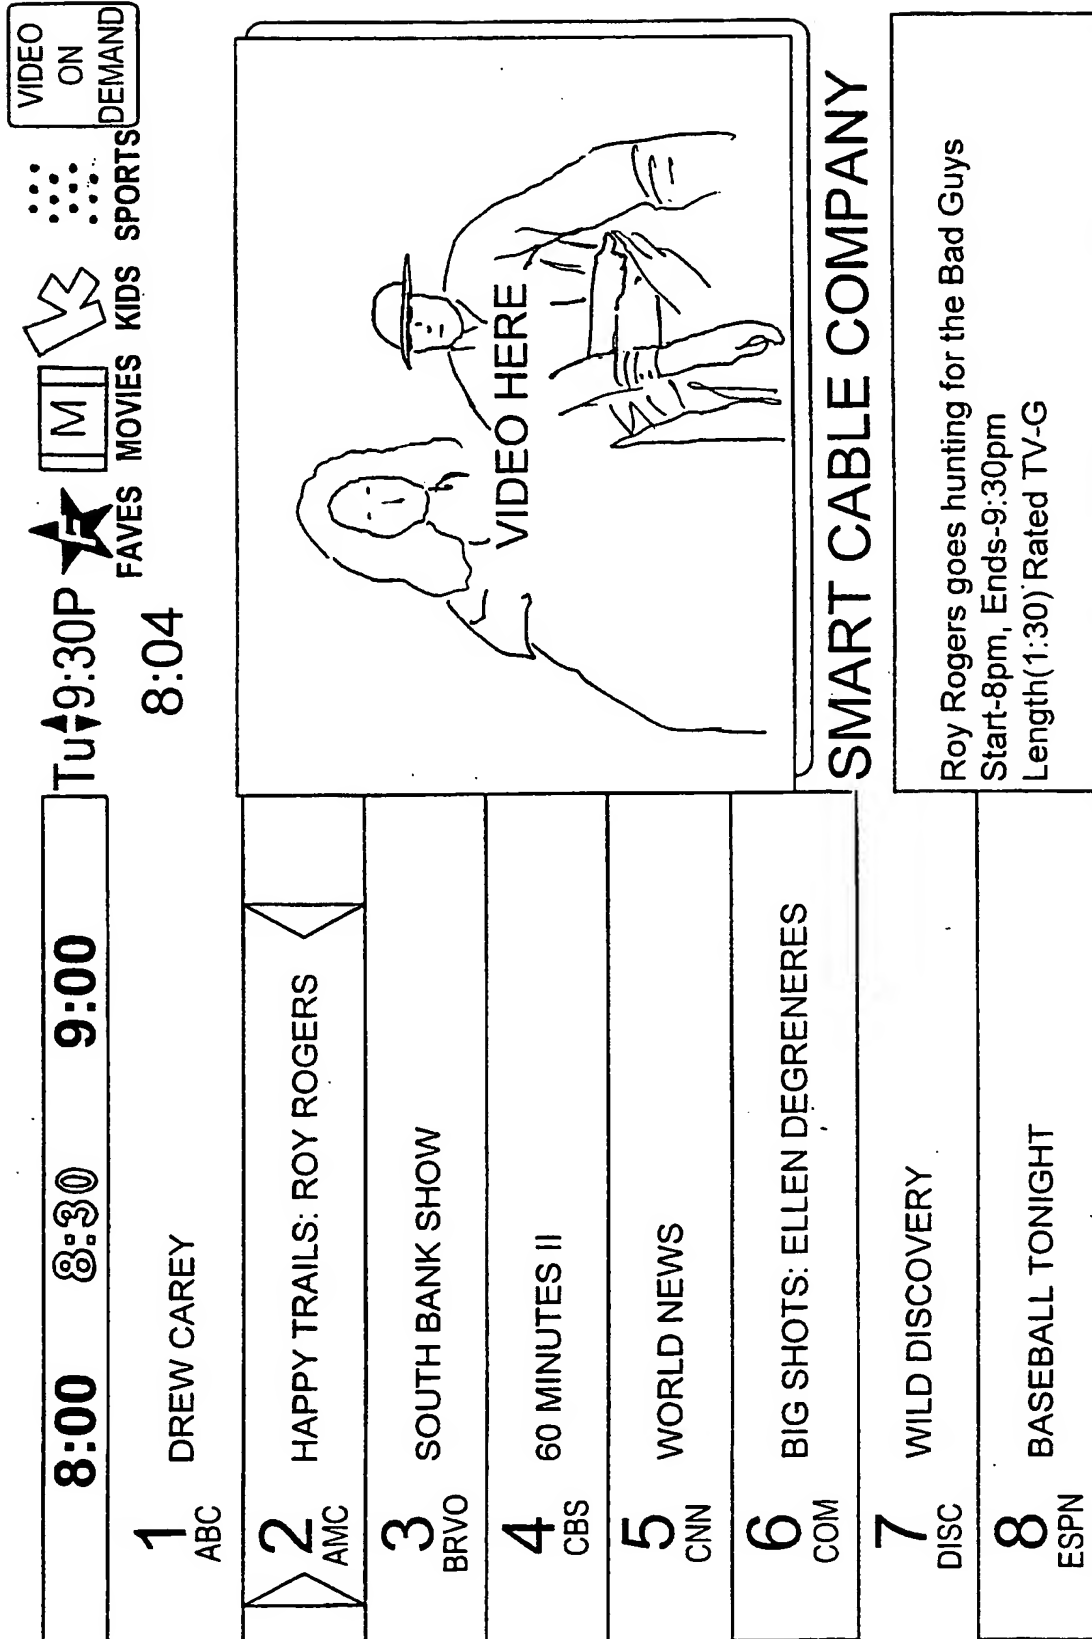 8:00 8:30 9:00 Tu 9:30P F M K VIDEO
ON
DEMAND
FAVES MOVIES KIDS SPORTS
8:04
1 DREW CAREY
ABC
2 HAPPY TRAILS: ROY ROGERS
AMC
3 SOUTH BANK SHOW
BRVO
4 60 MINUTES II
CBS
5 WORLD NEWS
CNN
6 BIG SHOTS: ELLEN DEGRENERES
COM
7 WILD DISCOVERY
DISC
8 BASEBALL TONIGHT
ESPN
VIDEO HERE
SMART CABLE COMPANY
Roy Rogers goes hunting for the Bad Guys
Start-8pm, Ends-9:30pm
Length(1:30) Rated TV-G